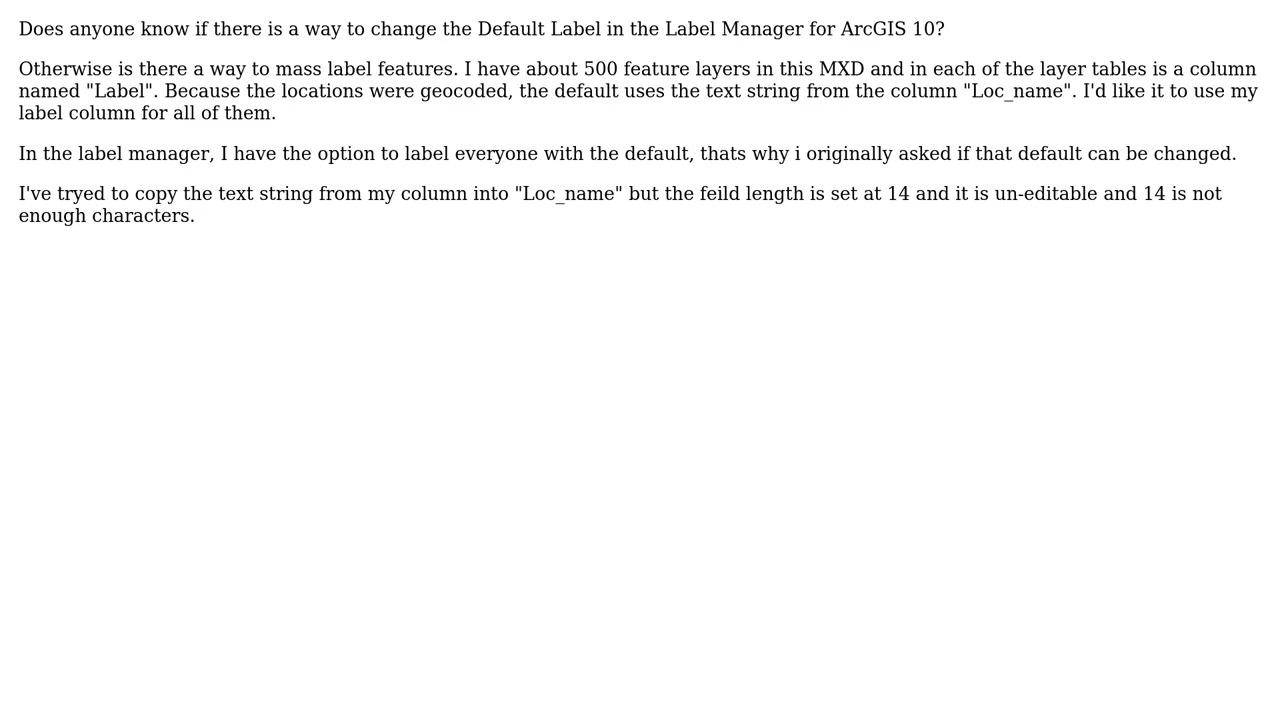 Does anyone know if there is a way to change the Default Label in the Label Manager for ArcGIS 10?
Otherwise is there a way to mass label features. I have about 500 feature layers in this MXD and in each of the layer tables is a column
named "Label". Because the locations were geocoded, the default uses the text string from the column "Loc_name". I'd like it to use my
label column for all of them.
In the label manager, I have the option to label everyone with the default, thats why i originally asked if that default can be changed.
I've tryed to copy the text string from my column into "Loc_name" but the feild length is set at 14 and it is un-editable and 14 is not
enough characters.